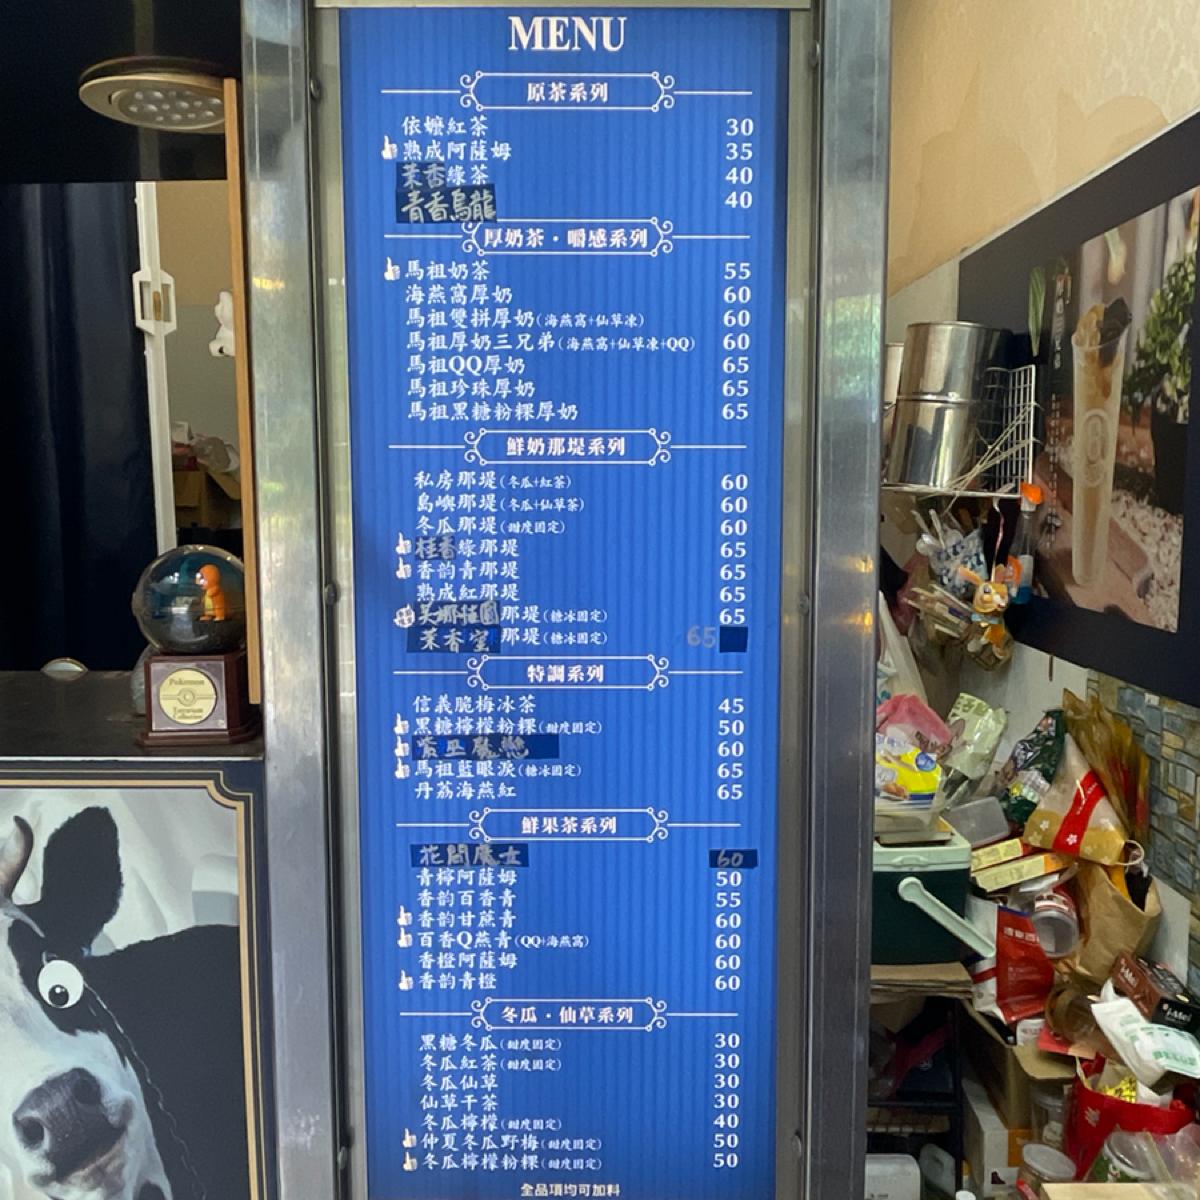 MENU
原茶系列
依嬤紅茶 30
熟成阿薩姆 35
茉香綠茶 40
青香烏龍 40
厚奶茶・嚼感系列
馬祖奶茶 55
海燕窩厚奶 60
馬祖雙拼厚奶(海燕窩+仙草凍) 60
馬祖厚奶三兄弟(海燕窩+仙草凍+QQ) 60
馬祖QQ厚奶 65
馬祖珍珠厚奶 65
馬祖黑糖粉粿厚奶 65
鮮奶那堤系列
私房那堤(冬瓜+紅茶) 60
島嶼那堤(冬瓜+仙草茶) 60
冬瓜那堤(甜度固定) 60
桂香綠那堤 65
香韵青那堤 65
熟成紅那堤 65
那堤(糖冰固定) 65
茉香 那堤(糖冰固定) 65
特調系列
信義脆梅冰茶 45
黑糖檸檬粉粿(甜度固定) 50
60
馬祖藍眼淚(糖冰固定) 65
丹荔海燕紅 65
鮮果茶系列
花間魔女 60
青檸阿薩姆 50
香韵百香青 55
香韵甘蔗青 60
百香Q燕青(QQ+海燕窩) 60
香橙阿薩姆 60
香韵青橙 60
冬瓜・仙草系列
黑糖冬瓜(甜度固定) 30
冬瓜紅茶(甜度固定) 30
冬瓜仙草 30
仙草干茶 30
冬瓜檸檬(甜度固定) 40
仲夏冬瓜野梅(甜度固定) 50
冬瓜檸檬粉粿(甜度固定) 50
全品項均可加料
Pokemon
Terrarium
Collection
i-Mei